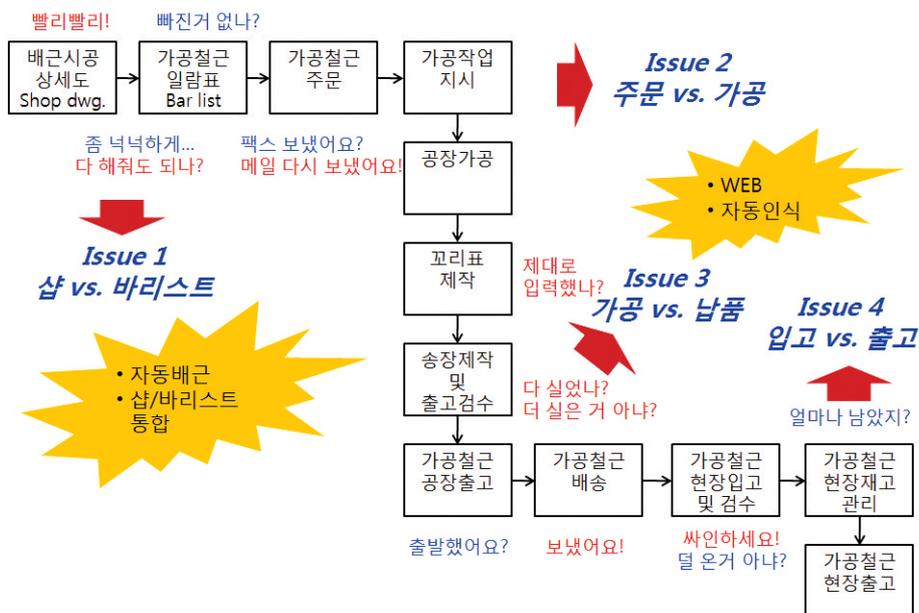 빨리빨리!
빠진거 없나?
배근시공
상세도
Shop dwg.
가공철근
일람표
Bar list
가공철근
주문
가공작업
지시
Issue 2
주문 vs. 가공
좀 넉넉하게...
다 해줘도 되나?
팩스 보냈어요?
메일 다시 보냈어요!
공장가공
• WEB
• 자동인식
Issue 1
샵 vs. 바리스트
꼬리표
제작
제대로
입력했나?
Issue 3
가공 vs. 납품
Issue 4
입고 vs. 출고
• 자동배근
• 샵/바리스트
통합
송장제작
및
출고검수
다 실었나?
더 실은 거 아냐?
얼마나 남았지?
가공철근
공장출고
가공철근
배송
가공철근
현장입고
및 검수
가공철근
현장재고
관리
출발했어요?
보냈어요!
싸인하세요!
덜 온거 아냐?
가공철근
현장출고